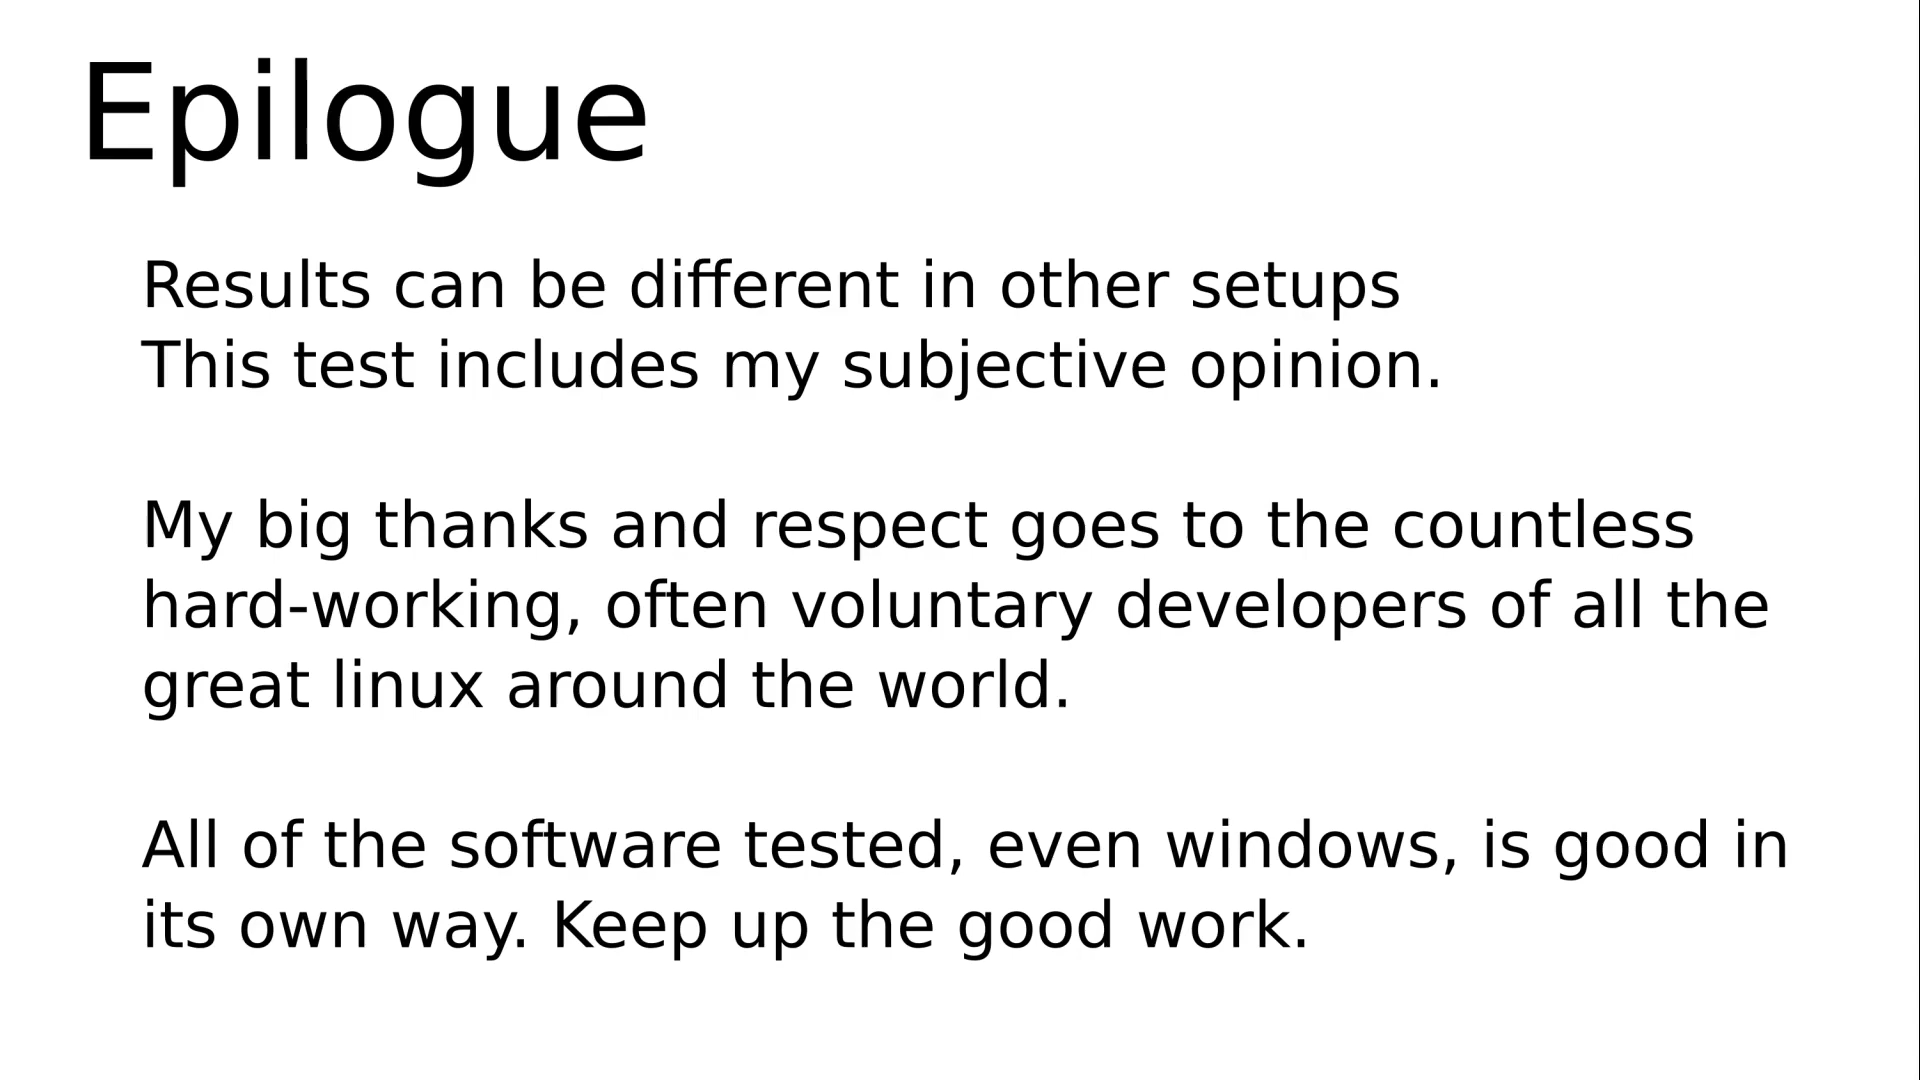 Epilogue
Results can be different in other setups
This test includes my subjective opinion.
My big thanks and respect goes to the countless
hard-working, often voluntary developers of all the
great linux around the world.
All of the software tested, even windows, is good in
its own way. Keep up the good work.